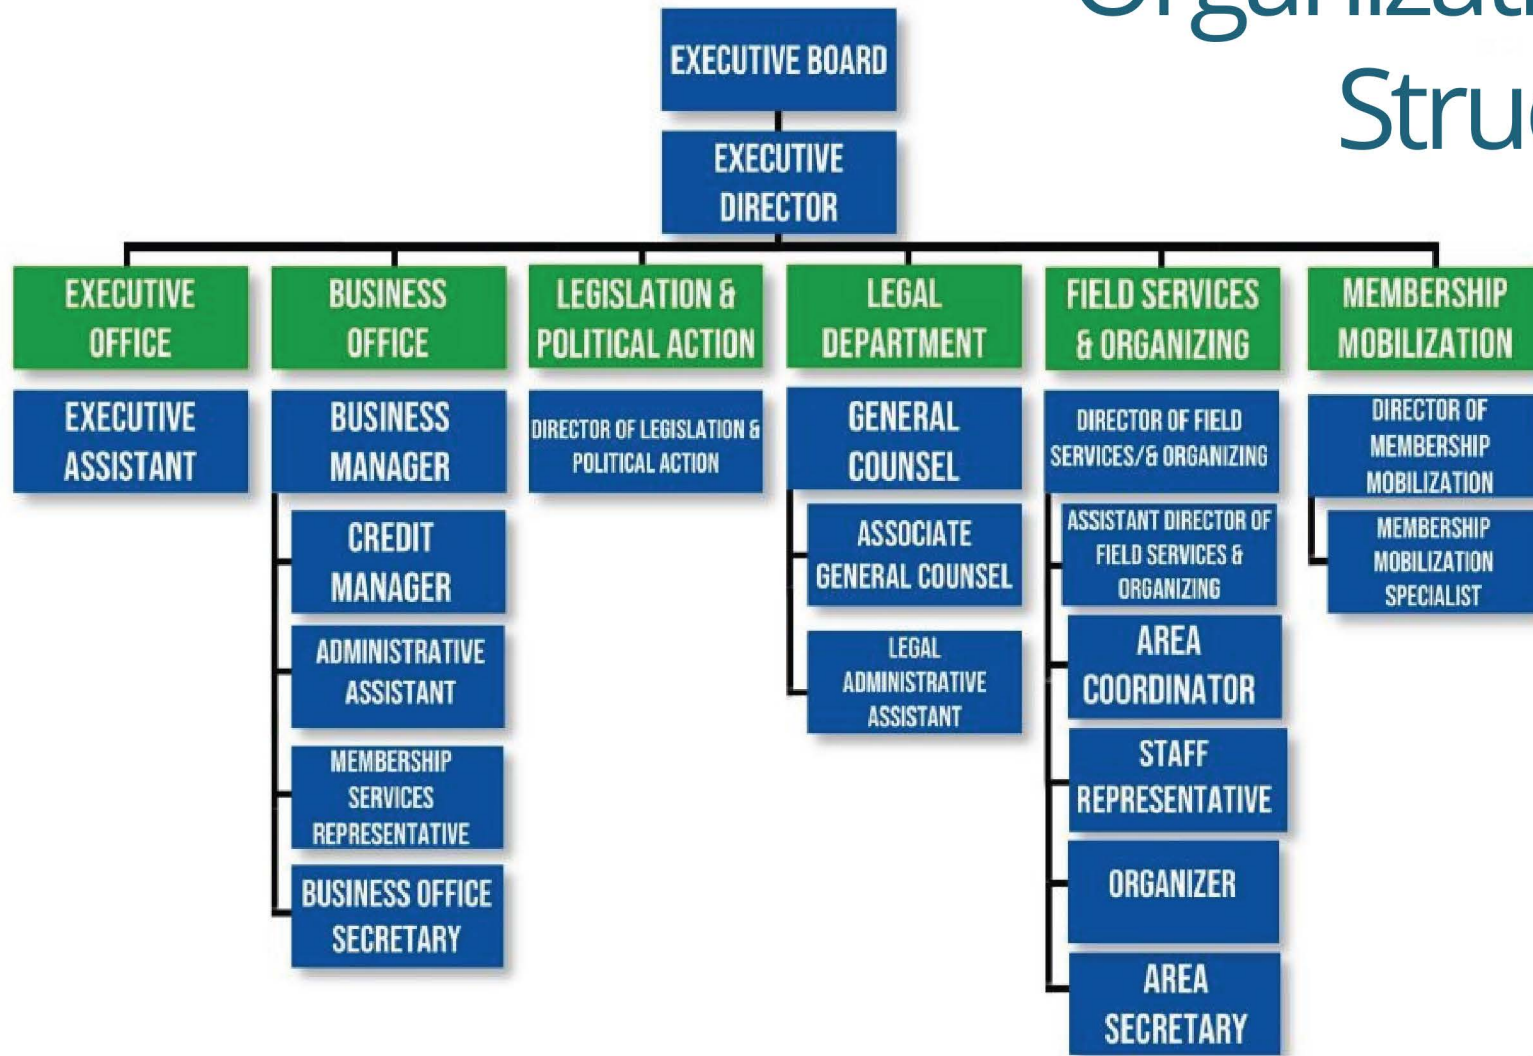 Organizati
Struc
EXECUTIVE BOARD
EXECUTIVE
DIRECTOR
EXECUTIVE
OFFICE
EXECUTIVE
ASSISTANT
BUSINESS
OFFICE
BUSINESS
MANAGER
CREDIT
MANAGER
ADMINISTRATIVE
ASSISTANT
MEMBERSHIP
SERVICES
REPRESENTATIVE
BUSINESS OFFICE
SECRETARY
LEGISLATION &
POLITICAL ACTION
DIRECTOR OF LEGISLATION &
POLITICAL ACTION
LEGAL
DEPARTMENT
GENERAL
COUNSEL
ASSOCIATE
GENERAL COUNSEL
LEGAL
ADMINISTRATIVE
ASSISTANT
FIELD SERVICES
& ORGANIZING
DIRECTOR OF FIELD
SERVICES/& ORGANIZING
ASSISTANT DIRECTOR OF
FIELD SERVICES &
ORGANIZING
AREA
COORDINATOR
STAFF
REPRESENTATIVE
ORGANIZER
AREA
SECRETARY
MEMBERSHIP
MOBILIZATION
DIRECTOR OF
MEMBERSHIP
MOBILIZATION
MEMBERSHIP
MOBILIZATION
SPECIALIST